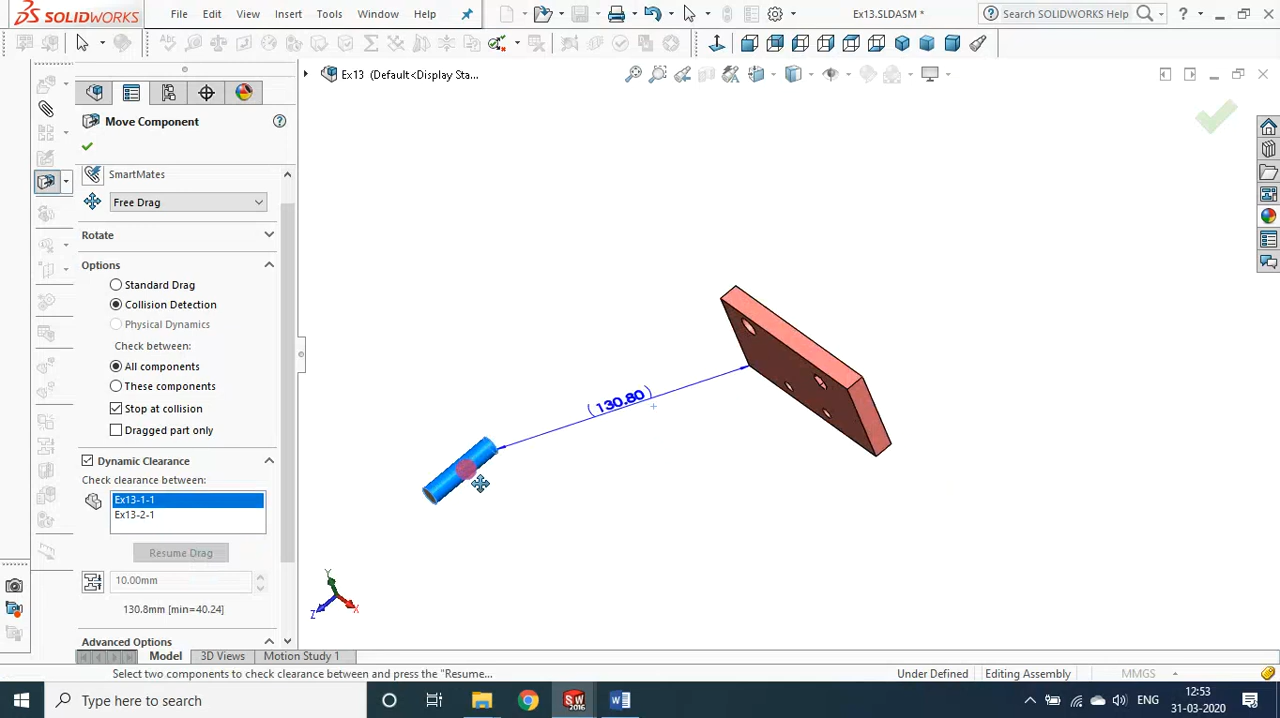 SOLIDWORKS File Edit View Insert Tools Window Help Ex13.SLDASM * Search SOLIDWORKS Help ?
Ex13 (Default<Display Sta...
Move Component
SmartMates
Free Drag
Rotate
Options
Standard Drag
Collision Detection
Physical Dynamics
Check between:
All components
These components
Stop at collision
Dragged part only
Dynamic Clearance
Check clearance between:
Ex13-1-1
Ex13-2-1
Resume Drag
10.00mm
130.8mm [min=40.24]
Advanced Options
(130.80)
Y
Z
X
Model 3D Views Motion Study 1
Select two components to check clearance between and press the "Resume... Under Defined Editing Assembly MMGS
Type here to search
SW
2016
W
ENG
12:53
31-03-2020